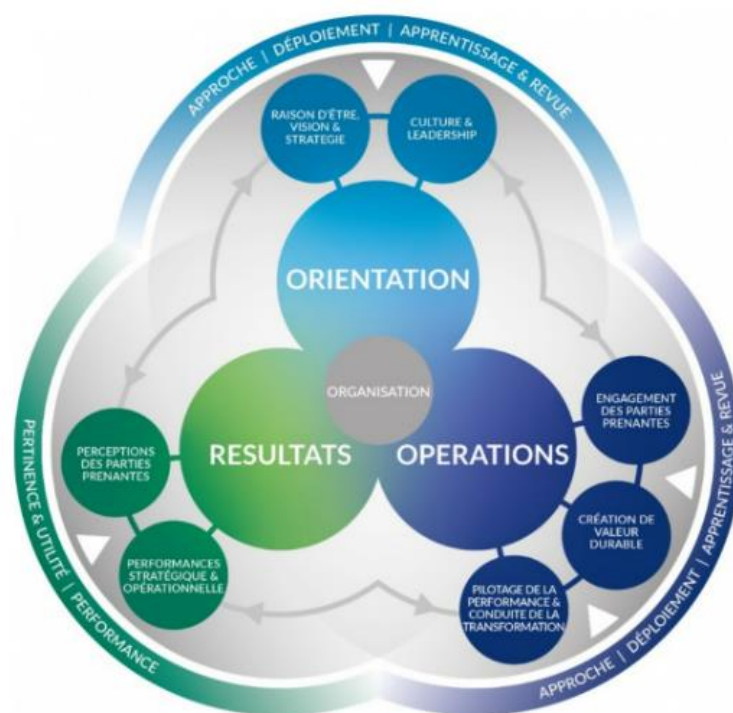 APPROCHE | DÉPLOIEMENT | APPRENTISSAGE & REVUE
RAISON D'ÊTRE,
VISION &
STRATEGIE
CULTURE &
LEADERSHIP
ORIENTATION
ORGANISATION
RESULTATS
OPERATIONS
PERCEPTIONS
DES PARTIES
PRENANTES
PERFORMANCES
STRATÉGIQUE &
OPÉRATIONNELLE
ENGAGEMENT
DES PARTIES
PRENANTES
CRÉATION DE
VALEUR
DURABLE
PILOTAGE DE LA
PERFORMANCE &
CONDUITE DE LA
TRANSFORMATION
PERTINENCE & UTILITÉ | PERFORMANCE
APPROCHE | DÉPLOIEMENT | APPRENTISSAGE & REVUE